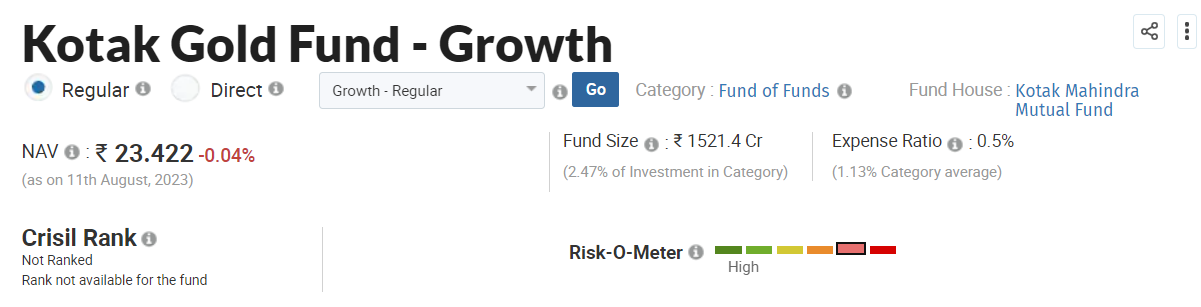 Kotak Gold Fund - Growth
Regular Direct Growth - Regular Go Category : Fund of Funds Fund House : Kotak Mahindra
Mutual Fund
NAV : ₹ 23.422 -0.04% Fund Size : ₹ 1521.4 Cr Expense Ratio : 0.5%
(as on 11th August, 2023) (2.47% of Investment in Category) (1.13% Category average)
Crisil Rank
Not Ranked
Rank not available for the fund
Risk-O-Meter
High